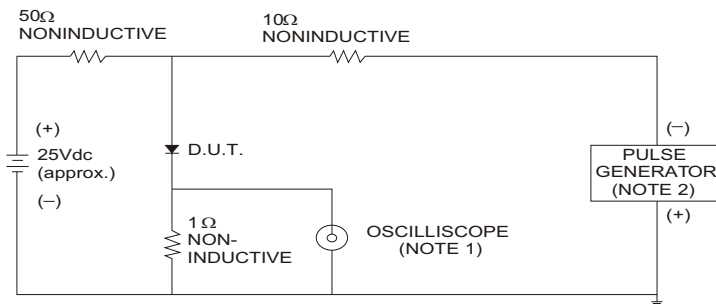 50Ω
NONINDUCTIVE
10Ω
NONINDUCTIVE
(+)
25Vdc
(approx.)
(−)
D.U.T.
1Ω
NON-
INDUCTIVE
OSCILLISCOPE
(NOTE 1)
(−)
PULSE
GENERATOR
(NOTE 2)
(+)